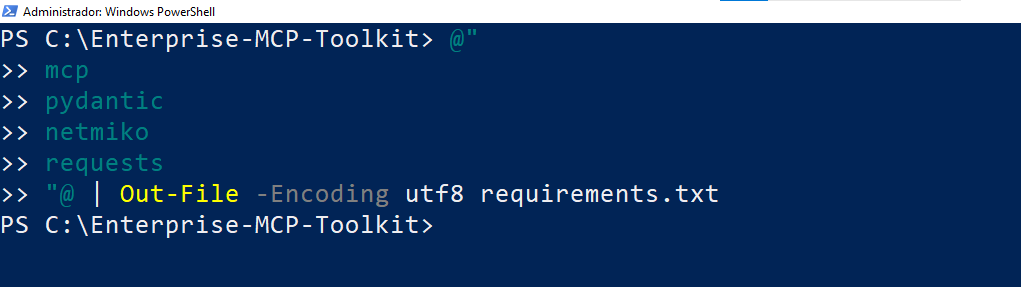 Administrador: Windows PowerShell
PS C:\Enterprise-MCP-Toolkit> @"
>> mcp
>> pydantic
>> netmiko
>> requests
>> "@ | Out-File -Encoding utf8 requirements.txt
PS C:\Enterprise-MCP-Toolkit>